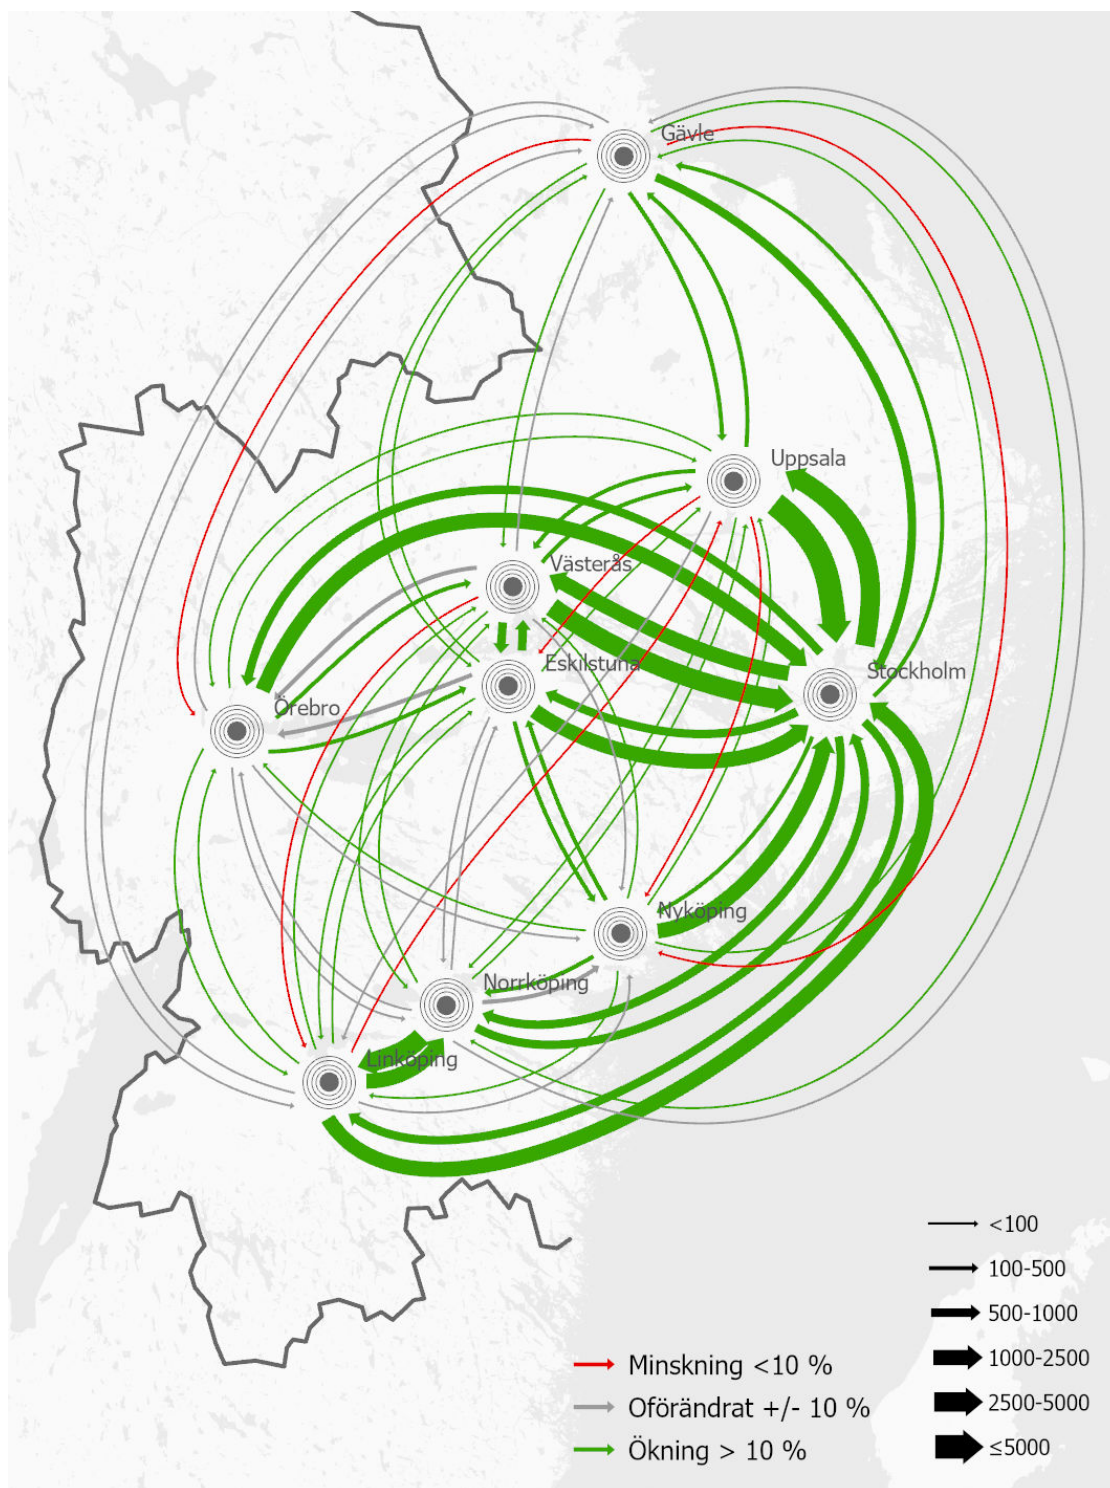 Gävle
Uppsala
Västerås
Eskilstuna
Stockholm
Örebro
Nyköping
Norrköping
Linköping
<100
100-500
500-1000
1000-2500
2500-5000
≤5000
Minskning <10 %
Oförändrat +/- 10 %
Ökning > 10 %